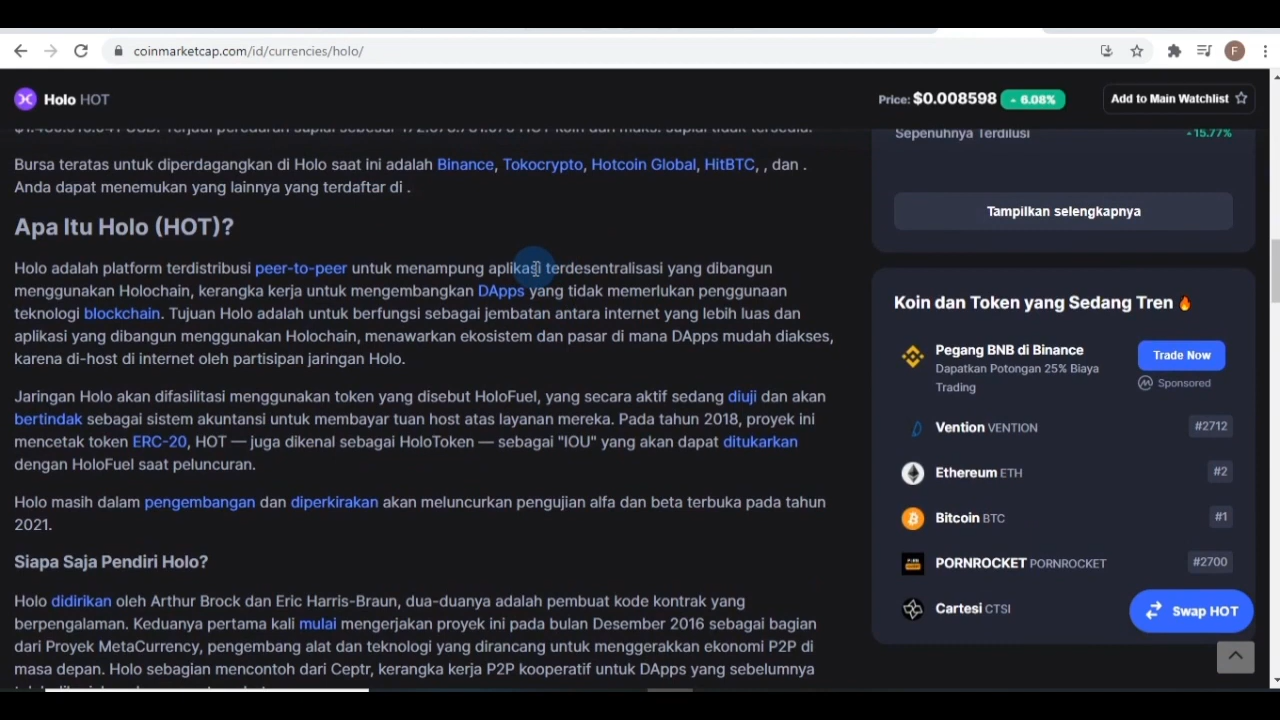 coinmarketcap.com/id/currencies/holo/
F
Holo HOT
Price: $0.008598 6.08%
Add to Main Watchlist
Bursa teratas untuk diperdagangkan di Holo saat ini adalah Binance, Tokocrypto, Hotcoin Global, HitBTC, , dan .
Anda dapat menemukan yang lainnya yang terdaftar di .
Apa Itu Holo (HOT)?
Holo adalah platform terdistribusi peer-to-peer untuk menampung aplikasi terdesentralisasi yang dibangun
menggunakan Holochain, kerangka kerja untuk mengembangkan DApps yang tidak memerlukan penggunaan
teknologi blockchain. Tujuan Holo adalah untuk berfungsi sebagai jembatan antara internet yang lebih luas dan
aplikasi yang dibangun menggunakan Holochain, menawarkan ekosistem dan pasar di mana DApps mudah diakses,
karena di-host di internet oleh partisipan jaringan Holo.
Jaringan Holo akan difasilitasi menggunakan token yang disebut HoloFuel, yang secara aktif sedang diuji dan akan
bertindak sebagai sistem akuntansi untuk membayar tuan host atas layanan mereka. Pada tahun 2018, proyek ini
mencetak token ERC-20, HOT — juga dikenal sebagai HoloToken — sebagai "IOU" yang akan dapat ditukarkan
dengan HoloFuel saat peluncuran.
Holo masih dalam pengembangan dan diperkirakan akan meluncurkan pengujian alfa dan beta terbuka pada tahun
2021.
Siapa Saja Pendiri Holo?
Holo didirikan oleh Arthur Brock dan Eric Harris-Braun, dua-duanya adalah pembuat kode kontrak yang
berpengalaman. Keduanya pertama kali mulai mengerjakan proyek ini pada bulan Desember 2016 sebagai bagian
dari Proyek MetaCurrency, pengembang alat dan teknologi yang dirancang untuk menggerakkan ekonomi P2P di
masa depan. Holo sebagian mencontoh dari Ceptr, kerangka kerja P2P kooperatif untuk DApps yang sebelumnya
Sepenuhnya Terdilusi
15.77%
Tampilkan selengkapnya
Koin dan Token yang Sedang Tren
Pegang BNB di Binance
Dapatkan Potongan 25% Biaya
Trading
Trade Now
Sponsored
Vention VENTION #2712
Ethereum ETH #2
Bitcoin BTC #1
PORNROCKET PORNROCKET #2700
Cartesi CTSI
Swap HOT